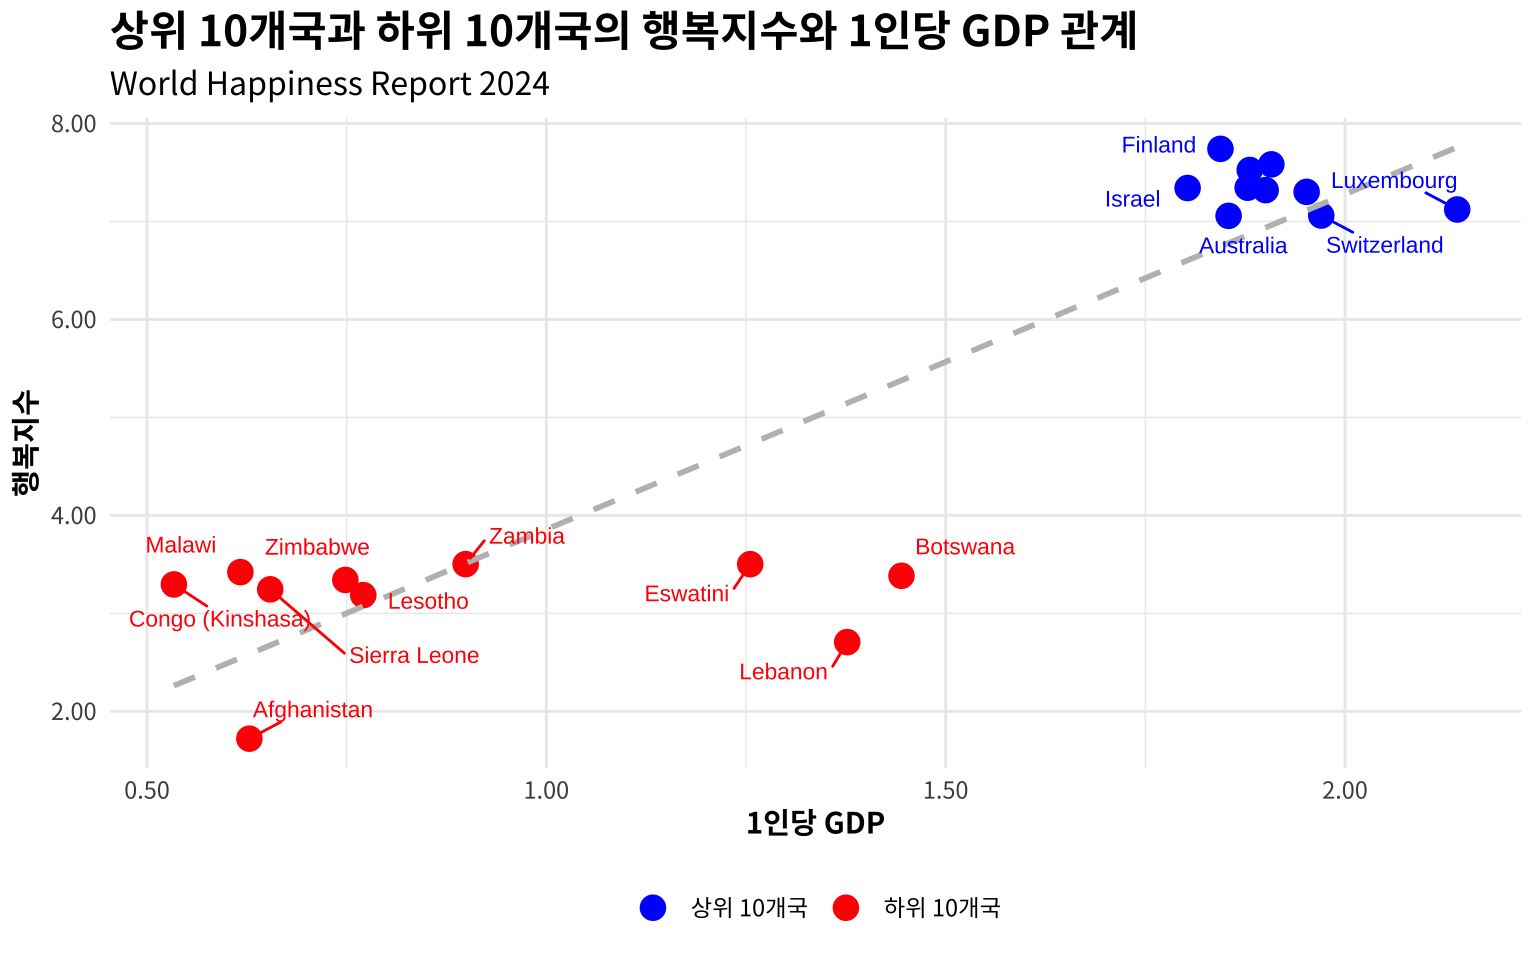 상위 10개국과 하위 10개국의 행복지수와 1인당 GDP 관계
World Happiness Report 2024
8.00
6.00
4.00
2.00
행복지수
Finland
Israel
Luxembourg
Australia
Switzerland
Malawi
Zimbabwe
Zambia
Botswana
Eswatini
Lesotho
Congo (Kinshasa)
Sierra Leone
Lebanon
Afghanistan
0.50
1.00
1.50
2.00
1인당 GDP
상위 10개국
하위 10개국